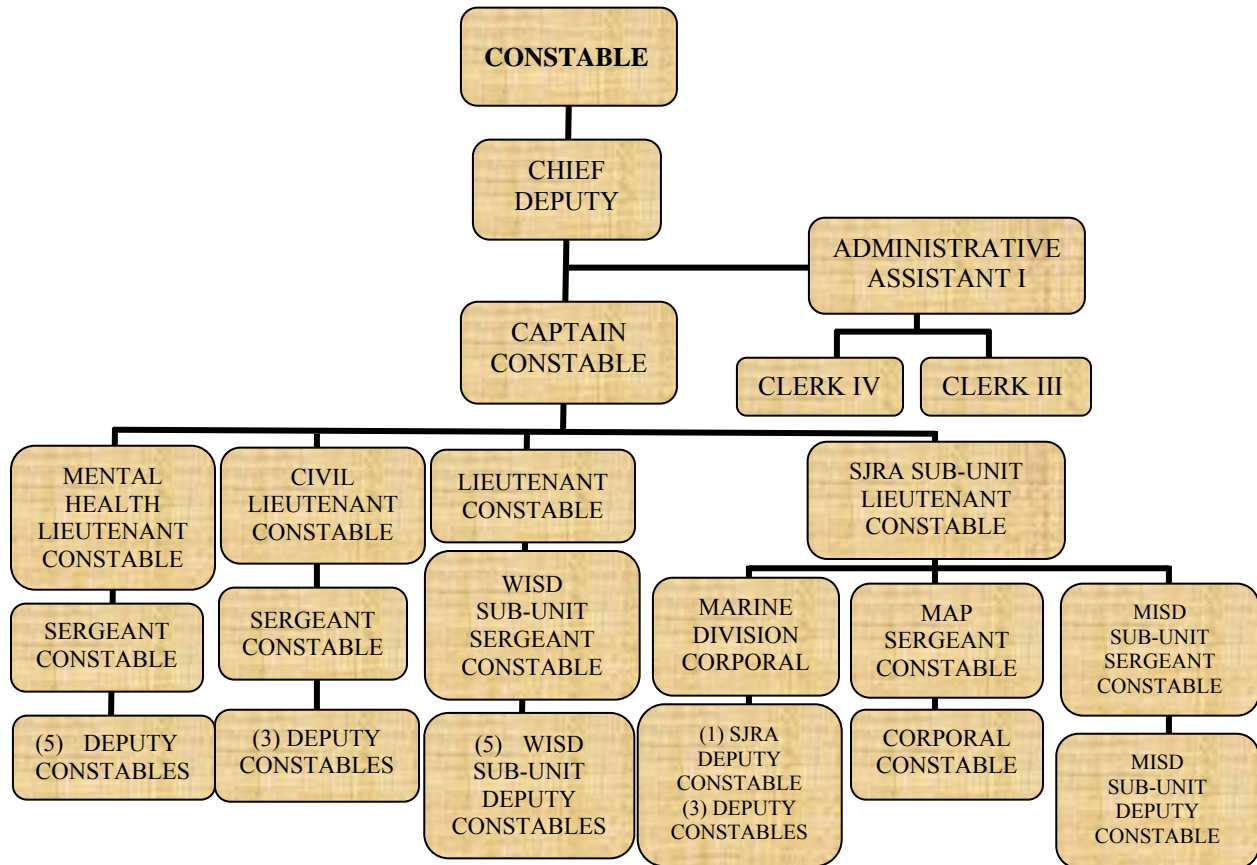 CONSTABLE
CHIEF
DEPUTY
ADMINISTRATIVE
ASSISTANT I
CAPTAIN
CONSTABLE
CLERK IV
CLERK III
MENTAL
HEALTH
LIEUTENANT
CONSTABLE
CIVIL
LIEUTENANT
CONSTABLE
LIEUTENANT
CONSTABLE
SJRA SUB-UNIT
LIEUTENANT
CONSTABLE
SERGEANT
CONSTABLE
SERGEANT
CONSTABLE
WISD
SUB-UNIT
SERGEANT
CONSTABLE
MARINE
DIVISION
CORPORAL
MAP
SERGEANT
CONSTABLE
MISD
SUB-UNIT
SERGEANT
CONSTABLE
(5) DEPUTY
CONSTABLES
(3) DEPUTY
CONSTABLES
(5) WISD
SUB-UNIT
DEPUTY
CONSTABLES
(1) SJRA
DEPUTY
CONSTABLE
(3) DEPUTY
CONSTABLES
CORPORAL
CONSTABLE
MISD
SUB-UNIT
DEPUTY
CONSTABLE